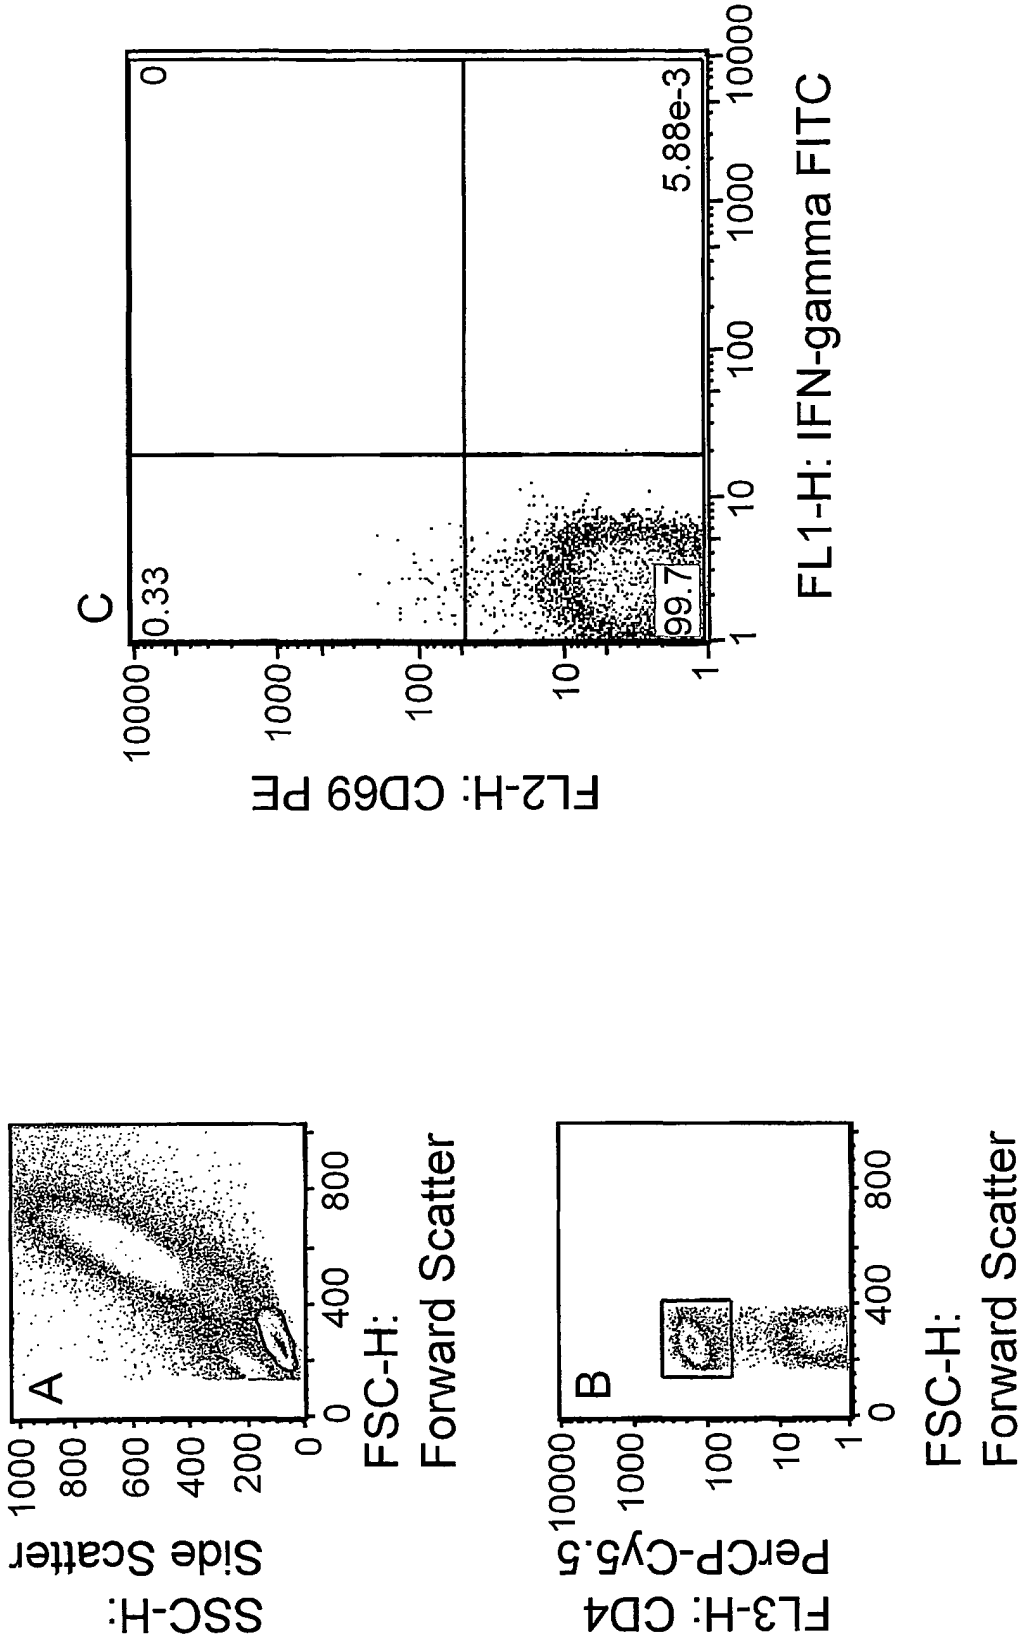 A
1000
800
600
400
200
0
SSC-H:
Side Scatter
0
400
800
FSC-H:
Forward Scatter
B
10000
1000
100
10
1
FL3-H: CD4
PerCP-Cy5.5
0
400
800
FSC-H:
Forward Scatter
C
0.33
0
99.7
5.88e-3
10000
1000
100
10
1
FL2-H: CD69 PE
1
10
100
1000
10000
FL1-H: IFN-gamma FITC